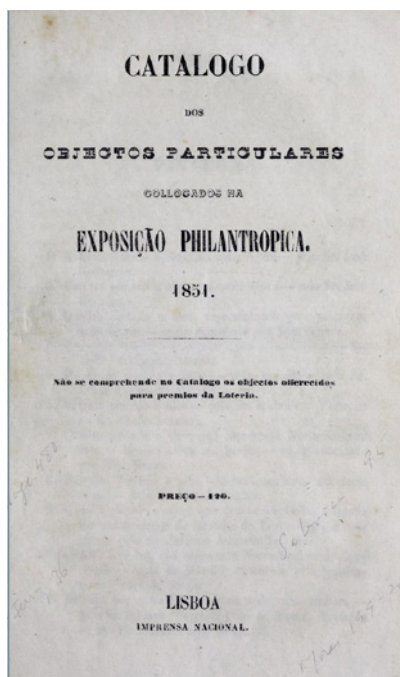 CATALOGO
DOS
OBJECTOS PARTICULARES
COLLOCADOS NA
EXPOSIÇÃO PHILANTROPICA.
1851.
Não se comprehende no Catalogo os objectos offerecidos
para premios da Loteria.
PREÇO — 120.
LISBOA
IMPRENSA NACIONAL.